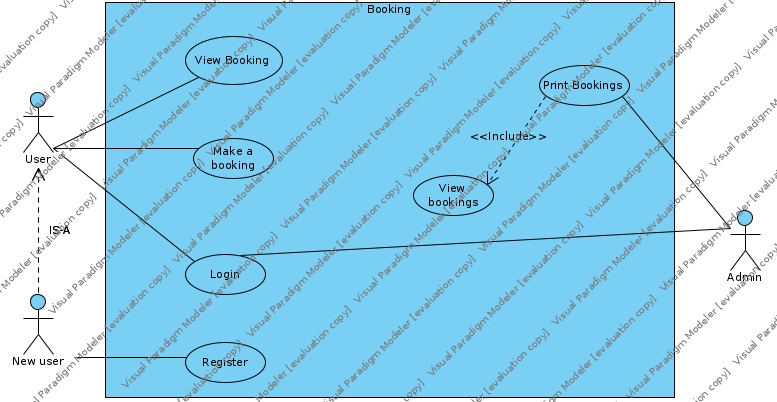 Booking
View Booking
Print Bookings
<<Include>>
Make a
booking
User
View
bookings
IS-A
Login
Admin
New user
Register
Visual Paradigm Modeler [evaluation copy]